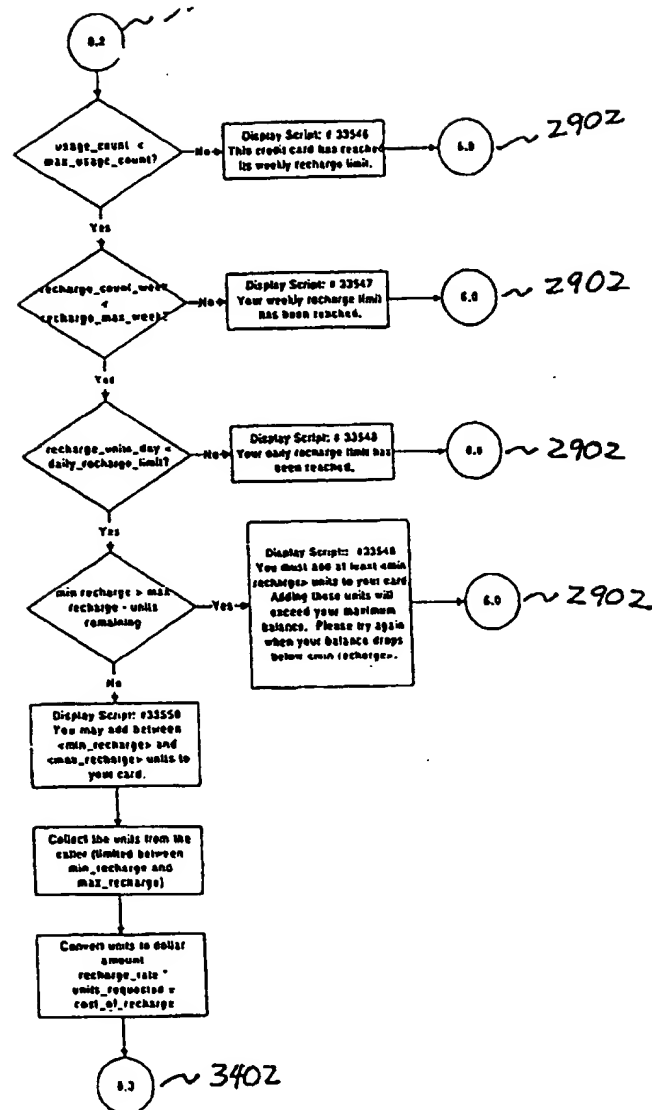 usage_count <
max_usage_count?
No
Display Script: # 33546
This credit card has reached
its weekly recharge limit.
2902
Yes
recharge_count_week
<
recharge_max_week?
No
Display Script: # 33547
Your weekly recharge limit
has been reached.
6.0
2902
Yes
recharge_units_day <
daily_recharge_limit?
No
Display Script:
Your daily recharge limit has
been reached.
2902
Yes
min recharge > max
recharge - units
remaining
Yes
Display Script:
You must add at least <min
recharge> units to your card.
Adding these units will
exceed your maximum
balance. Please try again
when your balance drops
below <min recharge>.
6.0
2902
No
Display Script: #33550
You may add between
<min_recharge> and
<max_recharge> units to
your card.
Collect the units from the
caller (limited between
min_recharge and
max_recharge)
Convert units to dollar
amount
recharge_rate *
units_requested =
cost_of_recharge
3402